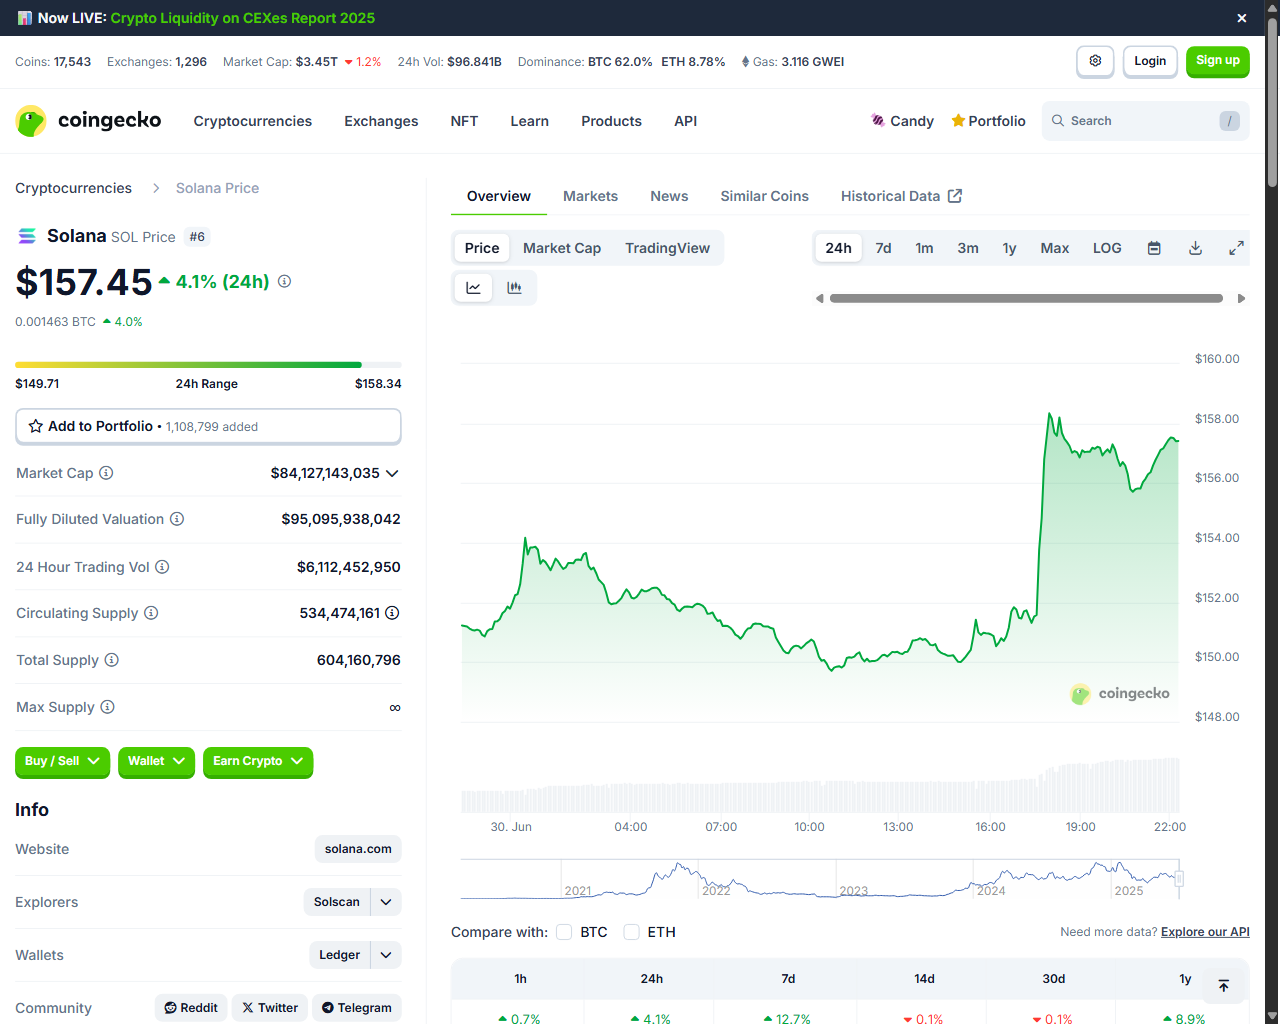 Now LIVE: Crypto Liquidity on CEXes Report 2025
Coins: 17,543 Exchanges: 1,296 Market Cap: $3.45T 1.2% 24h Vol: $96.841B Dominance: BTC 62.0% ETH 8.78% Gas: 3.116 GWEI
Login
Sign up
coingecko
Cryptocurrencies Exchanges NFT Learn Products API
Candy Portfolio
Search /
Cryptocurrencies > Solana Price
Solana SOL Price #6
$157.45 4.1% (24h)
0.001463 BTC 4.0%
$149.71 24h Range $158.34
Add to Portfolio • 1,108,799 added
Market Cap $84,127,143,035
Fully Diluted Valuation $95,095,938,042
24 Hour Trading Vol $6,112,452,950
Circulating Supply 534,474,161
Total Supply 604,160,796
Max Supply ∞
Buy / Sell Wallet Earn Crypto
Info
Website solana.com
Explorers Solscan
Wallets Ledger
Community Reddit Twitter Telegram
Overview Markets News Similar Coins Historical Data
Price Market Cap TradingView
24h 7d 1m 3m 1y Max LOG
$160.00
$158.00
$156.00
$154.00
$152.00
$150.00
$148.00
coingecko
30. Jun 04:00 07:00 10:00 13:00 16:00 19:00 22:00
2021 2022 2023 2024 2025
Compare with: BTC ETH
Need more data? Explore our API
1h 24h 7d 14d 30d 1y
0.7% 4.1% 12.7% 0.1% 0.1% 8.9%